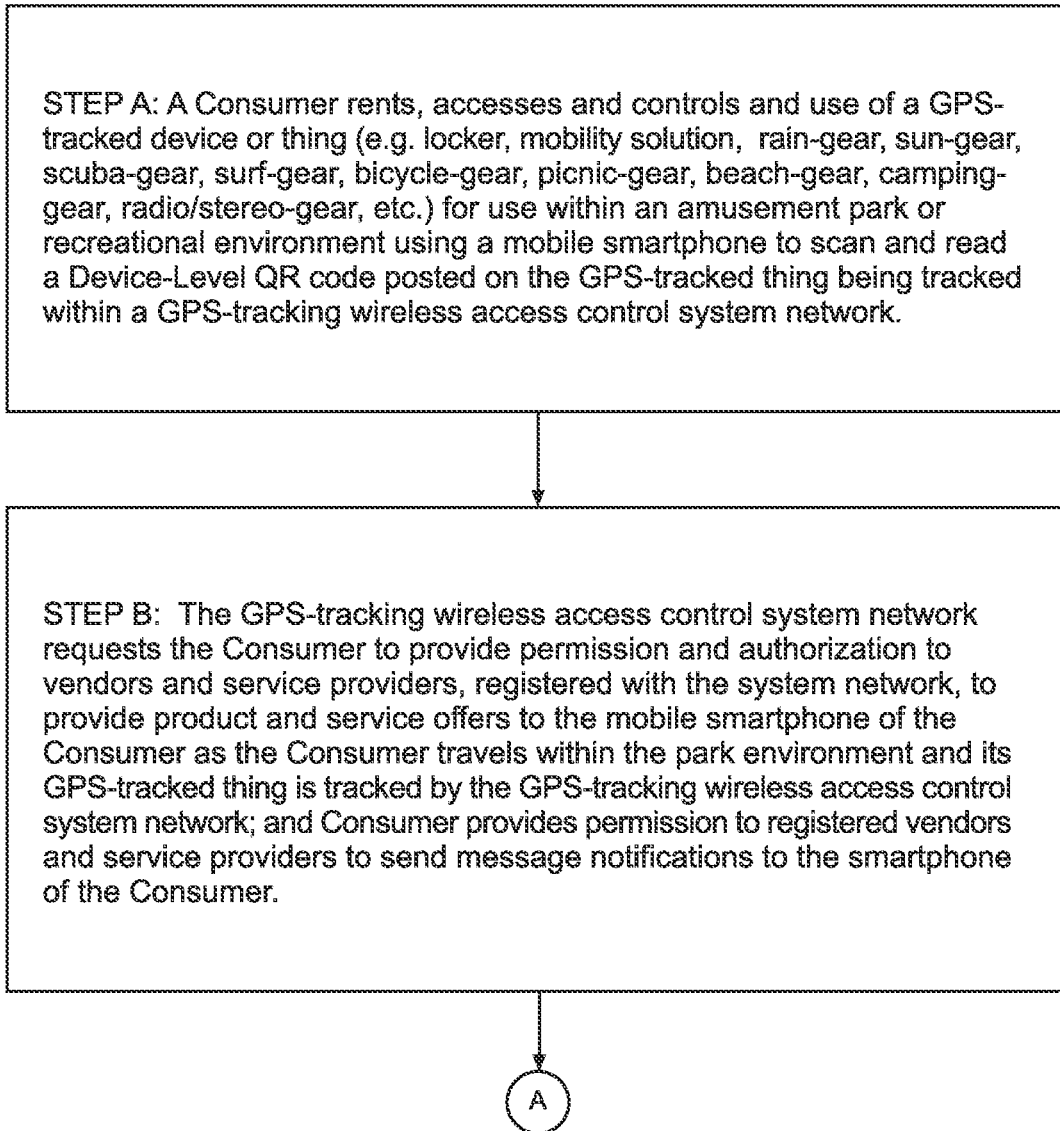 STEP A: A Consumer rents, accesses and controls and use of a GPS-
tracked device or thing (e.g. locker, mobility solution, rain-gear, sun-gear,
scuba-gear, surf-gear, bicycle-gear, picnic-gear, beach-gear, camping-
gear, radio/stereo-gear, etc.) for use within an amusement park or
recreational environment using a mobile smartphone to scan and read
a Device-Level QR code posted on the GPS-tracked thing being tracked
within a GPS-tracking wireless access control system network.
STEP B: The GPS-tracking wireless access control system network
requests the Consumer to provide permission and authorization to
vendors and service providers, registered with the system network, to
provide product and service offers to the mobile smartphone of the
Consumer as the Consumer travels within the park environment and its
GPS-tracked thing is tracked by the GPS-tracking wireless access control
system network; and Consumer provides permission to registered vendors
and service providers to send message notifications to the smartphone
of the Consumer.
A